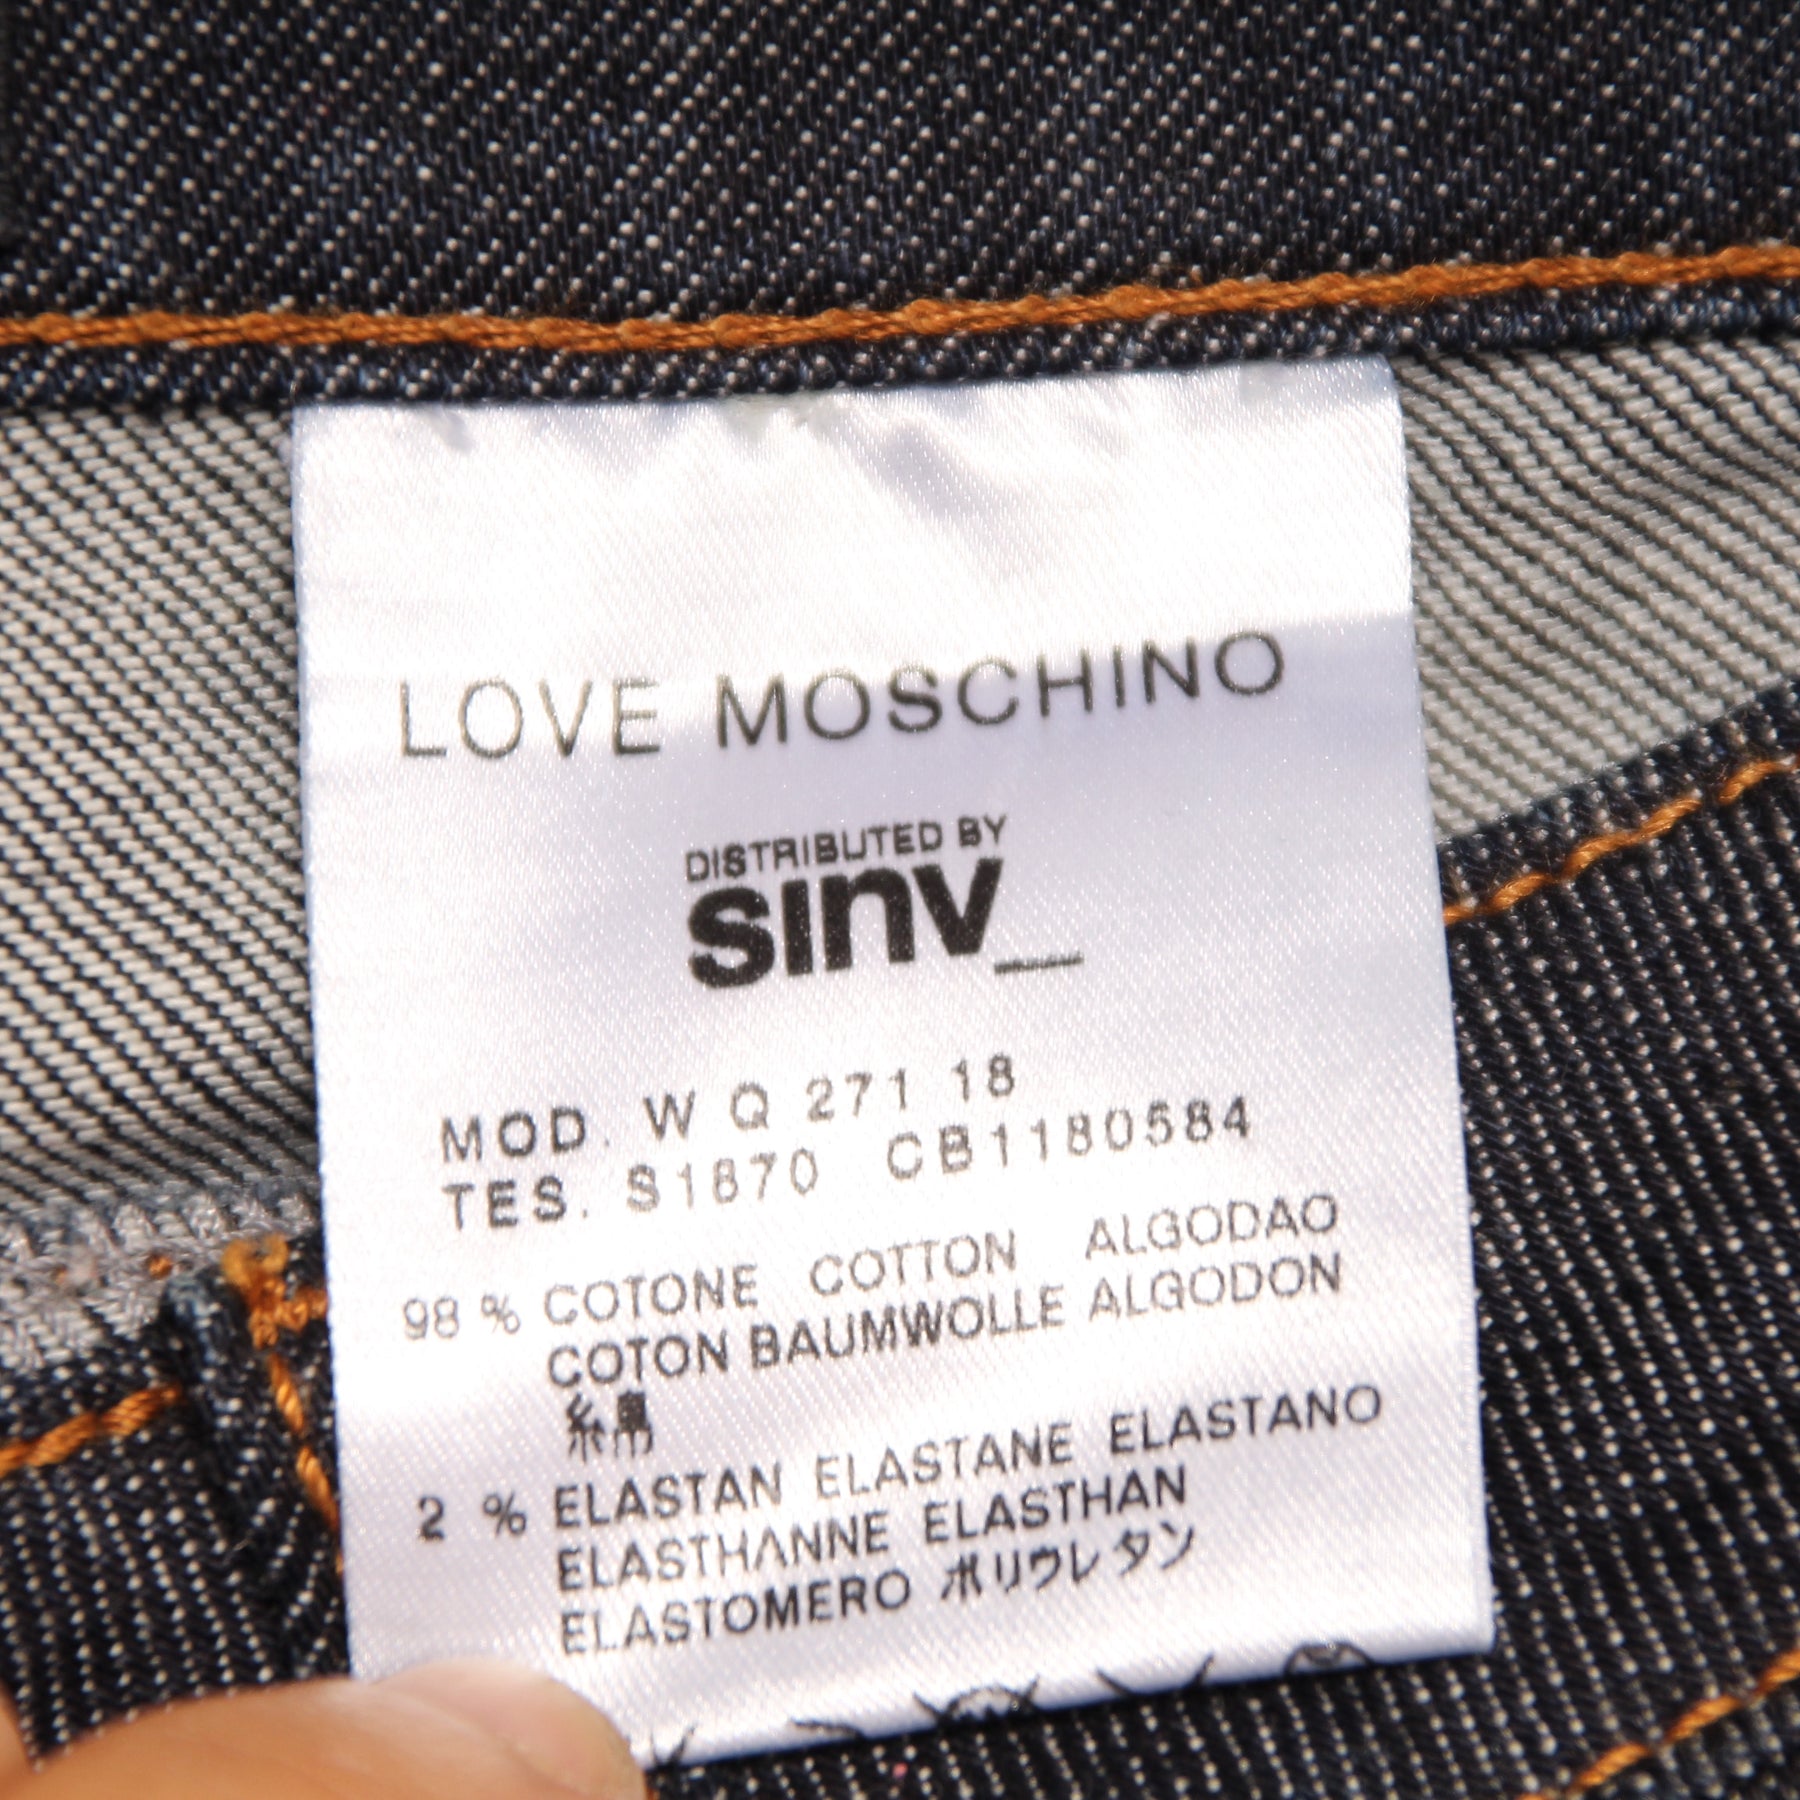 LOVE MOSCHINO
DISTRIBUTED BY
sinv_
MOD. W Q 271 18
TES. S1870 CB1180584
98 % COTONE COTTON ALGODAO
COTON BAUMWOLLE ALGODON
綿
2 % ELASTAN ELASTANE ELASTANO
ELASTHANNE ELASTHAN
ELASTOMERO ポリウレタン